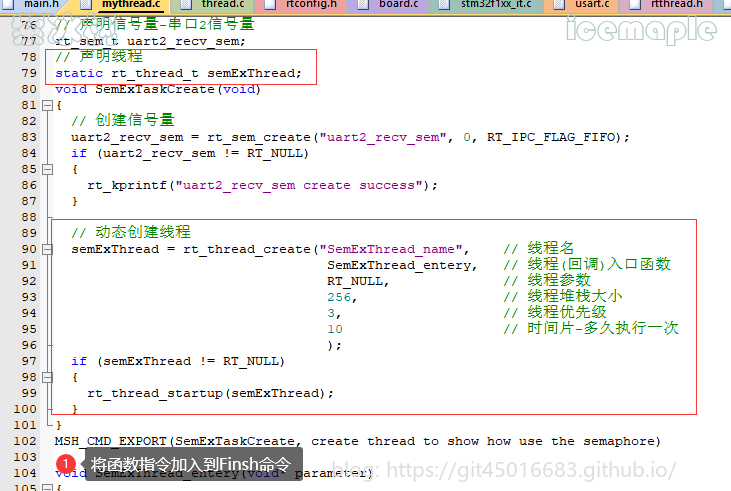 main.h mythread.c thread.c rtconfig.h board.c stm32f1xx_it.c usart.c rtthread.h
icemaple
76 // 声明信号量-串口2信号量
77 rt_sem_t uart2_recv_sem;
78 // 声明线程
79 static rt_thread_t semExThread;
80 void SemExTaskCreate(void)
81 {
82 // 创建信号量
83 uart2_recv_sem = rt_sem_create("uart2_recv_sem", 0, RT_IPC_FLAG_FIFO);
84 if (uart2_recv_sem != RT_NULL)
85 {
86 rt_kprintf("uart2_recv_sem create success");
87 }
88
89 // 动态创建线程
90 semExThread = rt_thread_create("SemExThread_name", // 线程名
91 SemExThread_entery, // 线程(回调)入口函数
92 RT_NULL, // 线程参数
93 256, // 线程堆栈大小
94 3, // 线程优先级
95 10 // 时间片-多久执行一次
96 );
97 if (semExThread != RT_NULL)
98 {
99 rt_thread_startup(semExThread);
100 }
101 }
102 MSH_CMD_EXPORT(SemExTaskCreate, create thread to show how use the semaphore)
103
1 将函数指令加入到Finsh命令
104 void SemExThread_entery(void* parameter)
blog: https://git45016683.github.io/
105 {